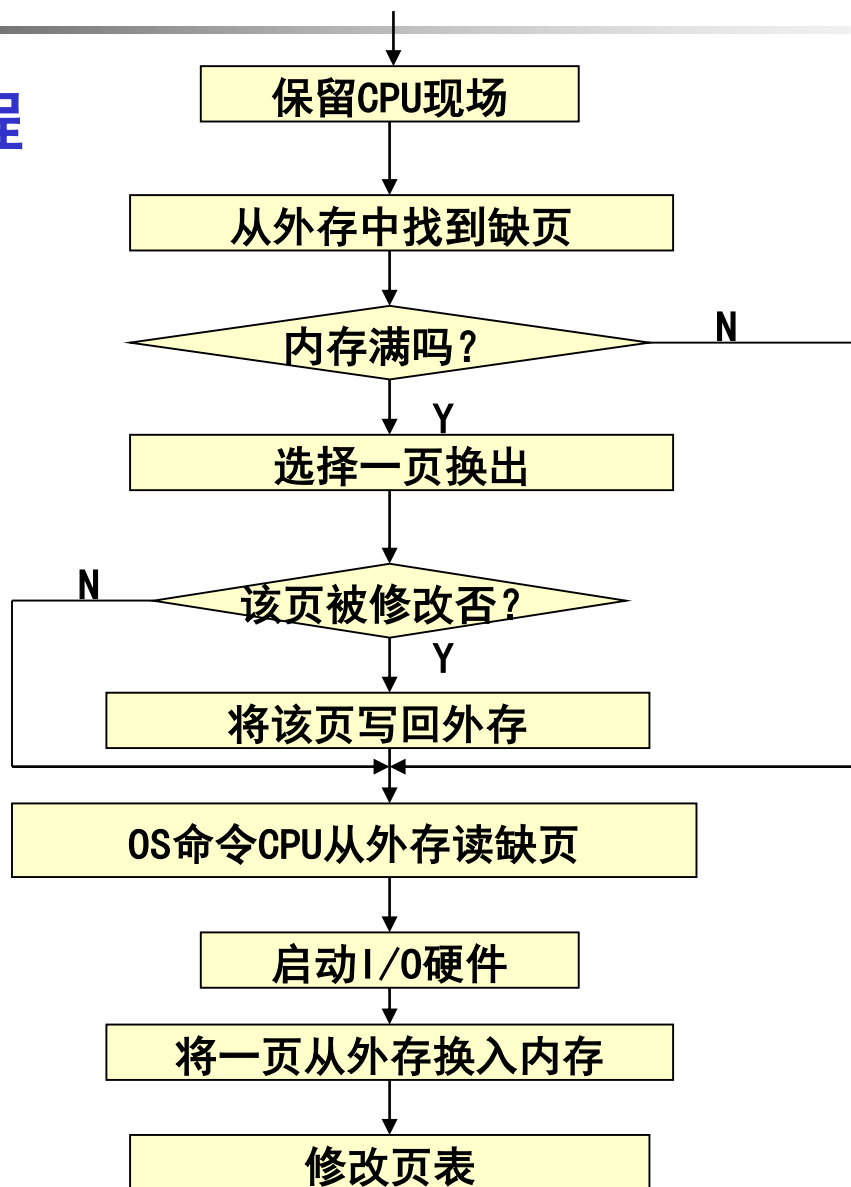 程
保留CPU现场
从外存中找到缺页
内存满吗?
N
Y
选择一页换出
N
该页被修改否?
Y
将该页写回外存
OS命令CPU从外存读缺页
启动I/O硬件
将一页从外存换入内存
修改页表